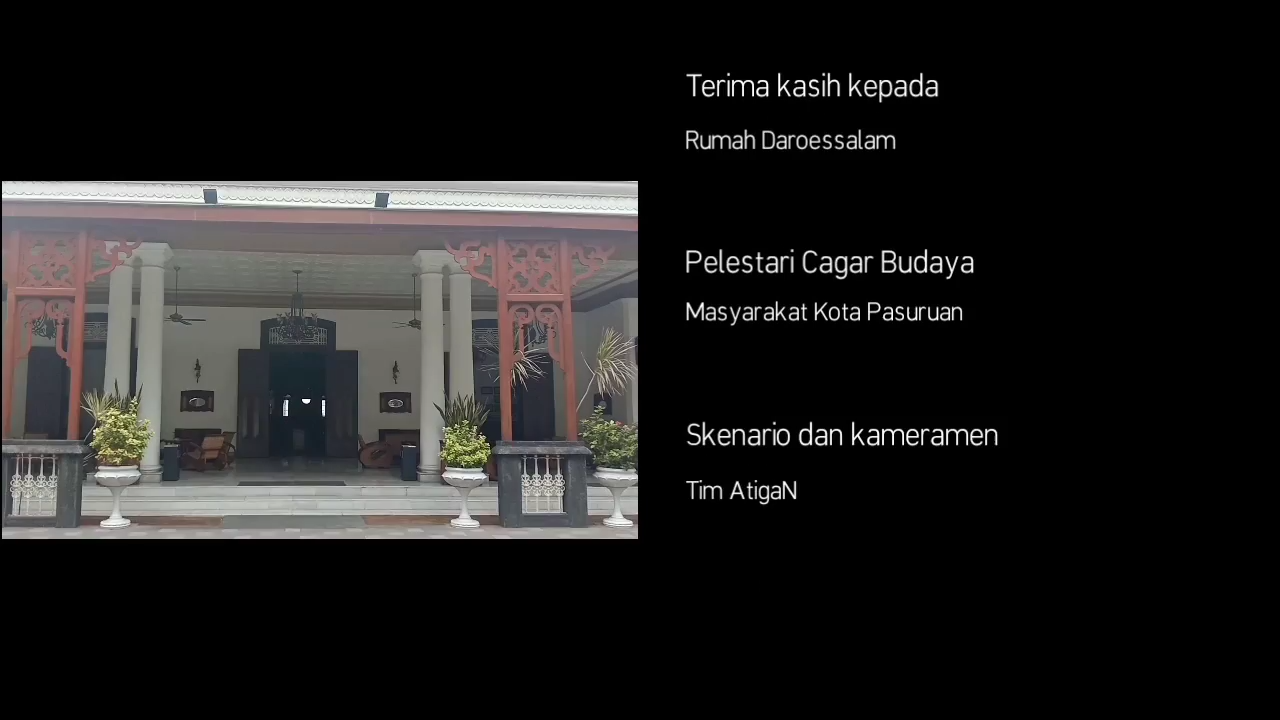 Terima kasih kepada
Rumah Daroessalam
Pelestari Cagar Budaya
Masyarakat Kota Pasuruan
Skenario dan kameramen
Tim AtigaN